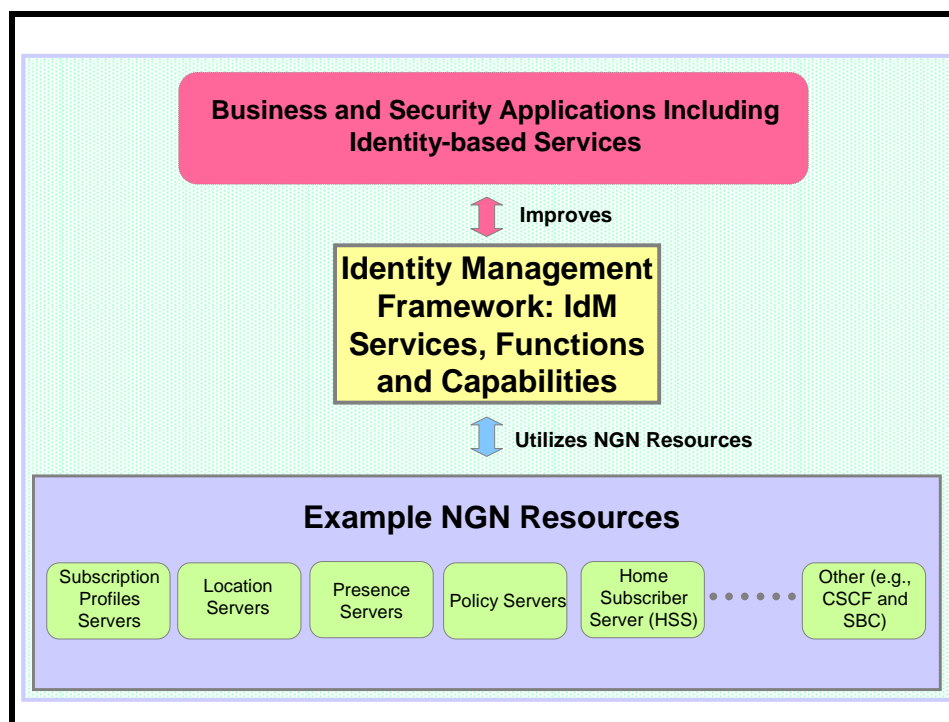 Business and Security Applications Including
Identity-based Services
Improves
Identity Management
Framework: IdM
Services, Functions
and Capabilities
Utilizes NGN Resources
Example NGN Resources
Subscription
Profiles
Servers
Location
Servers
Presence
Servers
Policy Servers
Home
Subscriber
Server (HSS)
Other (e.g.,
CSCF and
SBC)